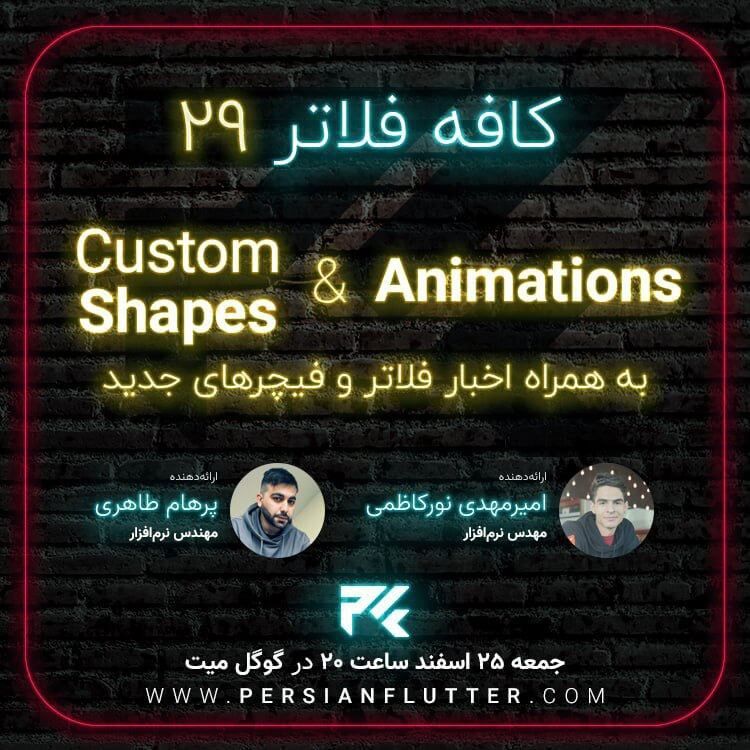 کافه فلاتر ۲۹
Custom Shapes & Animations
به همراه اخبار فلاتر و فیچرهای جدید
ارائه‌دهنده
امیرمهدی نورکاظمی
مهدس نرم‌افزار
ارائه‌دهنده
پرهام طاهری
مهندس نرم‌افزار
جمعه ۲۵ اسفند ساعت ۲۰ در گوگل میت
WWW.PERSIANFLUTTER.COM